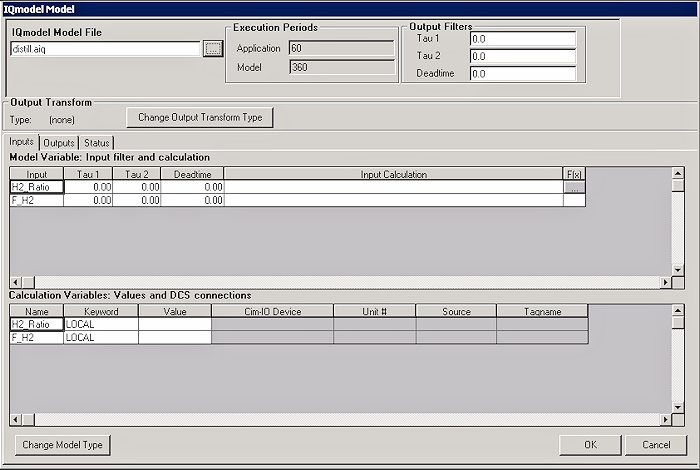 IQmodel Model
IQmodel Model File
distill.aiq
...
Execution Periods
Application 60
Model 360
Output Filters
Tau 1 0.0
Tau 2 0.0
Deadtime 0.0
Output Transform
Type: (none)
Change Output Transform Type
Inputs Outputs Status
Model Variable: Input filter and calculation
Input Tau 1 Tau 2 Deadtime Input Calculation F(x)
H2_Ratio 0.00 0.00 0.00 ...
F_H2 0.00 0.00 0.00
Calculation Variables: Values and DCS connections
Name Keyword Value Cim-IO Device Unit # Source Tagname
H2_Ratio LOCAL
F_H2 LOCAL
Change Model Type
OK
Cancel